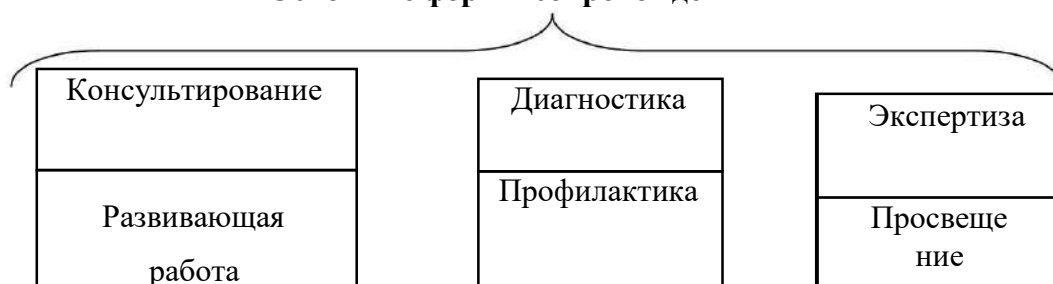 Консультирование
Диагностика
Экспертиза
Развивающая
работа
Профилактика
Просвеще
ние